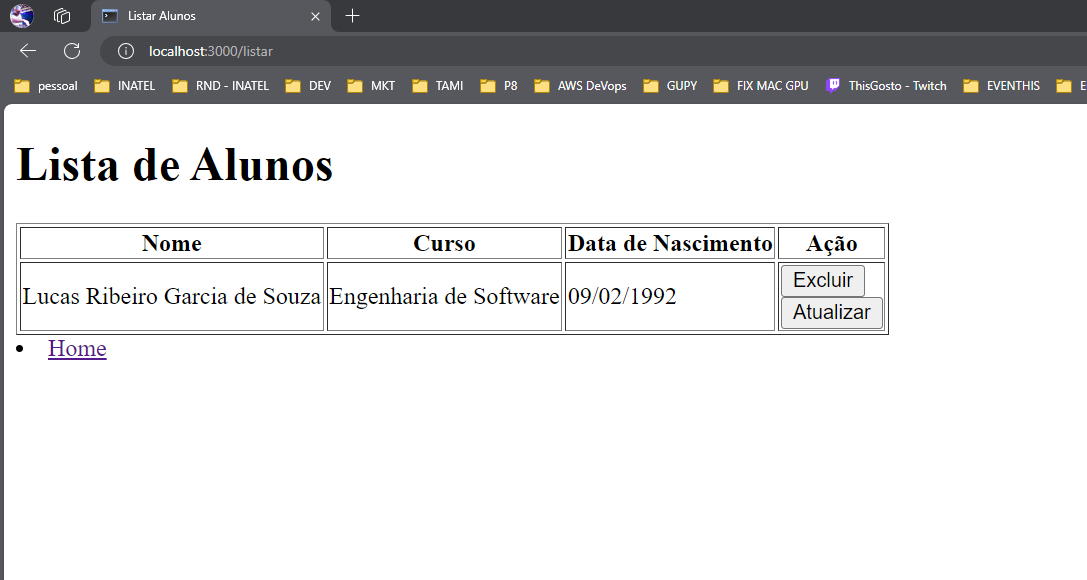 Listar Alunos
localhost:3000/listar
pessoal INATEL RND - INATEL DEV MKT TAMI P8 AWS DevOps GUPY FIX MAC GPU ThisGosto - Twitch EVENTHIS E
Lista de Alunos
Nome Curso Data de Nascimento Ação
Lucas Ribeiro Garcia de Souza Engenharia de Software 09/02/1992 Excluir
Atualizar
Home